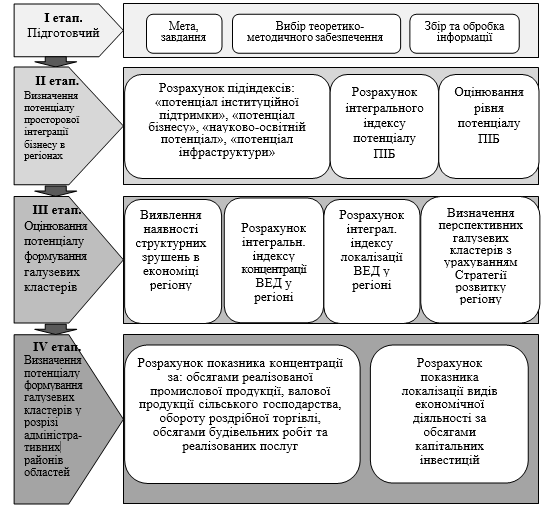 І етап.
Підготовчий
Мета,
завдання
Вибір теоретико-
методичного забезпечення
Збір та обробка
інформації
ІІ етап.
Визначення
потенціалу
просторової
інтеграції
бізнесу в
регіонах
Розрахунок підіндексів:
«потенціал інституційної
підтримки», «потенціал
бізнесу», «науково-освітній
потенціал», «потенціал
інфраструктури»
Розрахунок
інтегрального
індексу
потенціалу
ПІБ
Оцінювання
рівня
потенціалу
ПІБ
ІІІ етап.
Оцінювання
потенціалу
формування
галузевих
кластерів
Виявлення
наявності
структурних
зрушень в
економіці
регіону
Розрахунок
інтегральн.
індексу
концентрації
ВЕД у
регіоні
Розрахунок
інтеграл.
індексу
локалізації
ВЕД у
регіоні
Визначення
перспективних
галузевих
кластерів з
урахуванням
Стратегії
розвитку
регіону
IV етап.
Визначення
потенціалу
формування
галузевих
кластерів у
розрізі
адміністра-
тивних
районів
областей
Розрахунок показника концентрації
за: обсягами реалізованої
промислової продукції, валової
продукції сільського господарства,
обороту роздрібної торгівлі,
обсягами будівельних робіт та
реалізованих послуг
Розрахунок
показника
локалізації видів
економічної
діяльності за
обсягами
капітальних
інвестицій